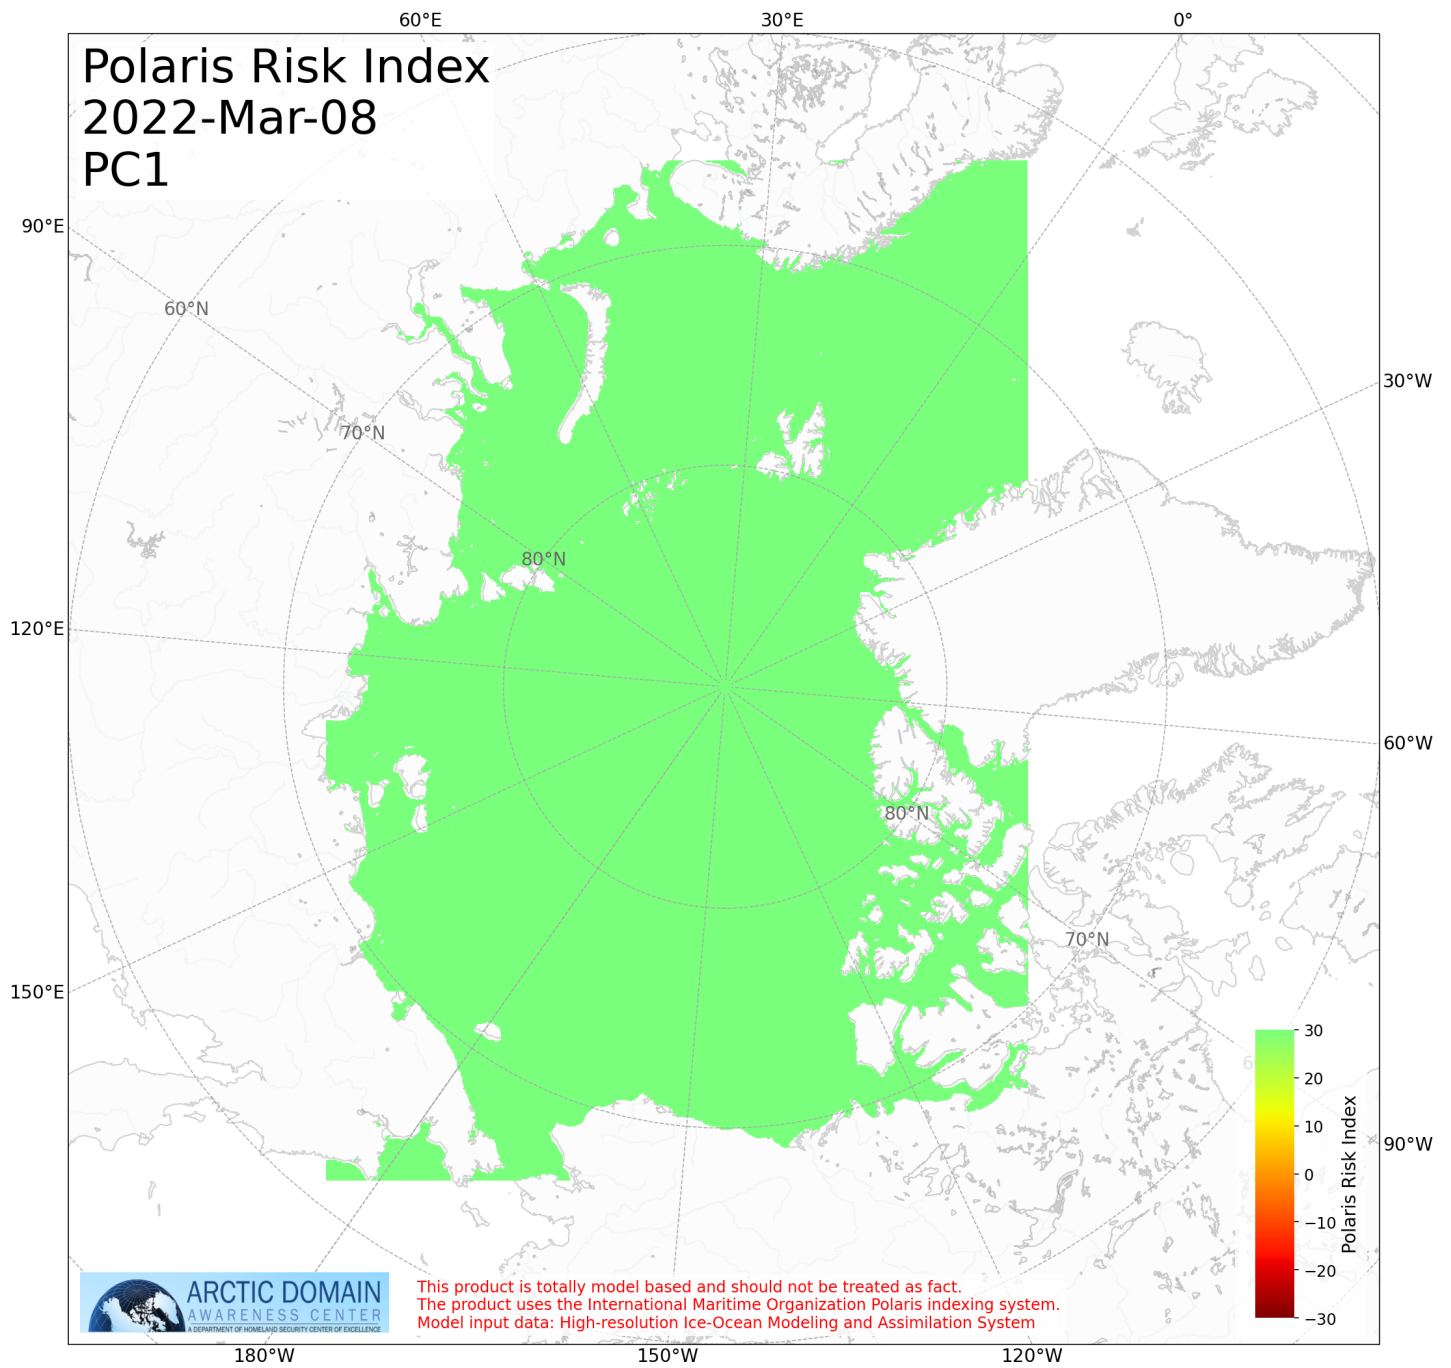 60°E
30°E
0°
Polaris Risk Index
2022-Mar-08
PC1
90°E
60°N
30°W
70°N
80°N
120°E
60°W
80°N
70°N
150°E
30
20
10
0
−10
−20
−30
Polaris Risk Index
90°W
ARCTIC DOMAIN
AWARENESS CENTER
A DEPARTMENT OF HOMELAND SECURITY CENTER OF EXCELLENCE
This product is totally model based and should not be treated as fact.
The product uses the International Maritime Organization Polaris indexing system.
Model input data: High-resolution Ice-Ocean Modeling and Assimilation System
180°W
150°W
120°W